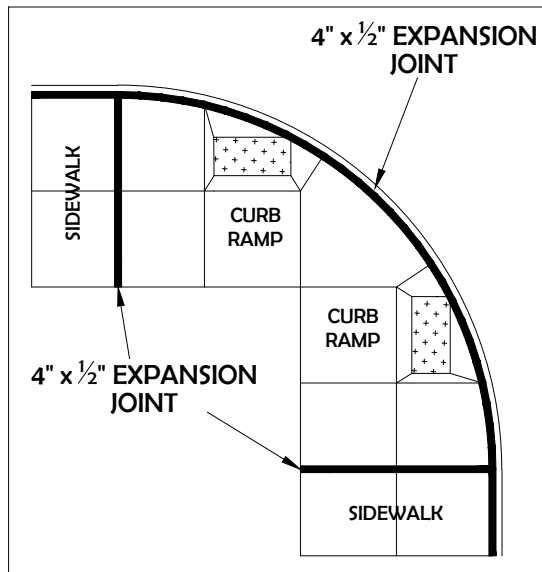 4" x ½" EXPANSION
JOINT
SIDEWALK
CURB
RAMP
CURB
RAMP
4" x ½" EXPANSION
JOINT
SIDEWALK